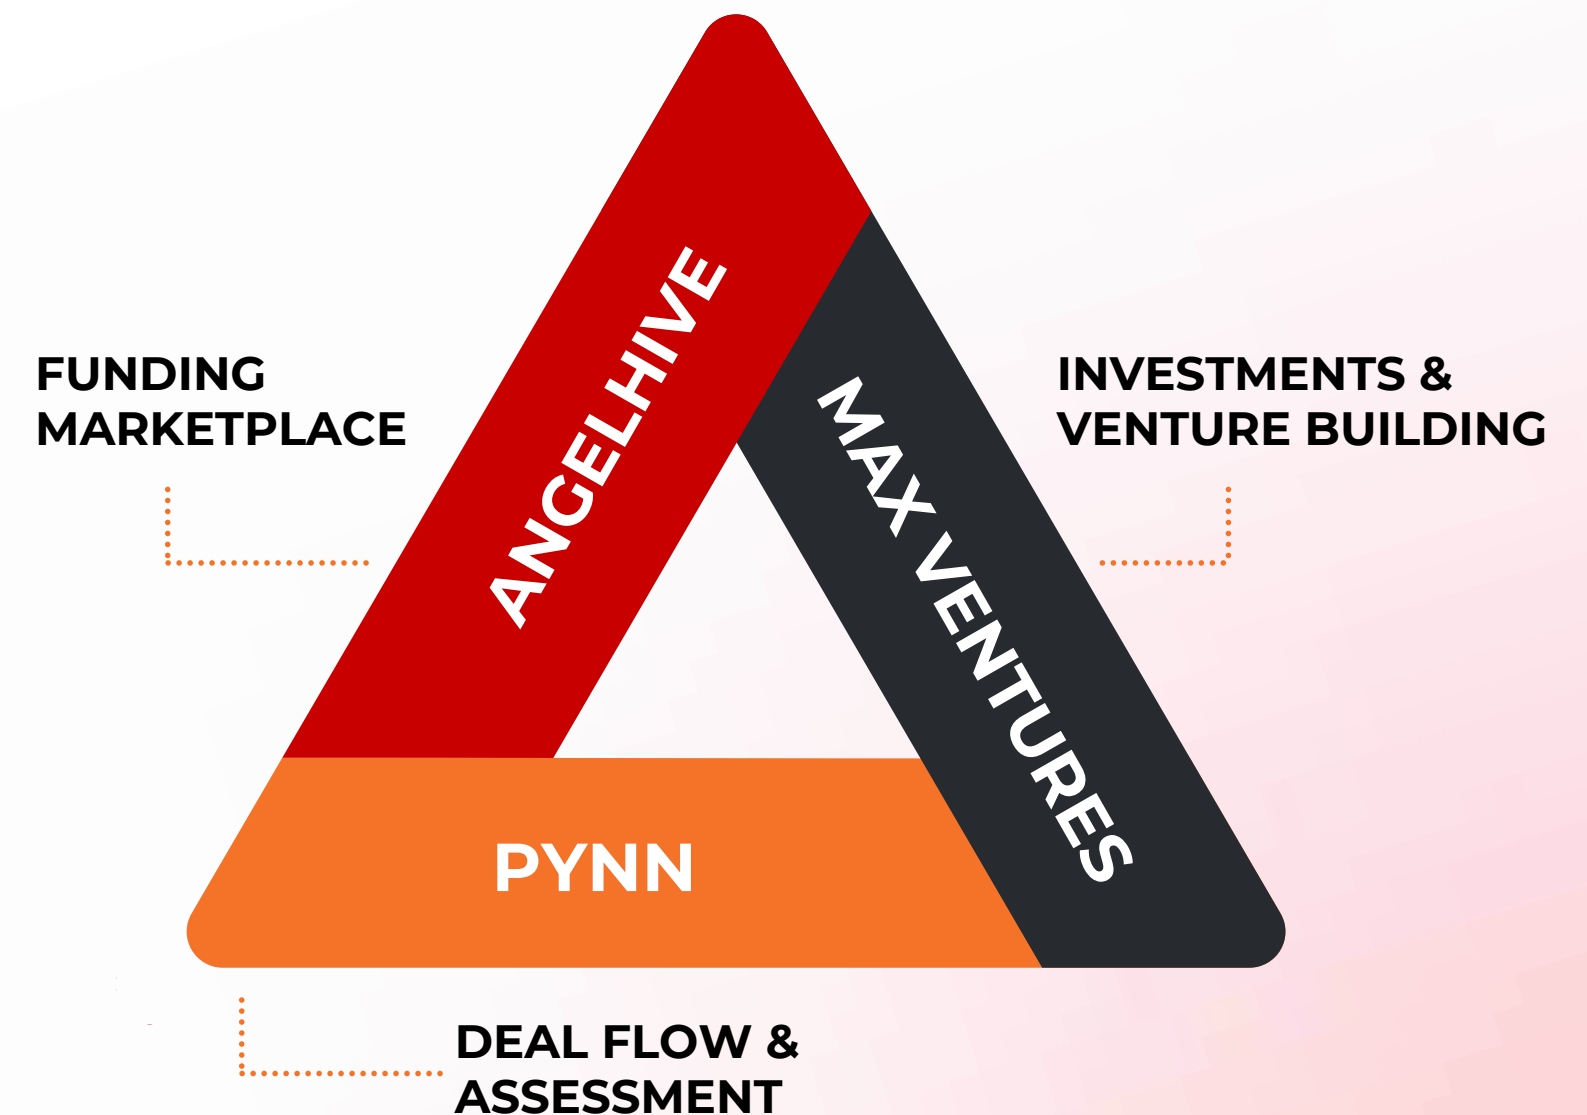 ANGELHIVE
FUNDING
MARKETPLACE
INVESTMENTS &
VENTURE BUILDING
MAX VENTURES
PYNN
DEAL FLOW &
ASSESSMENT